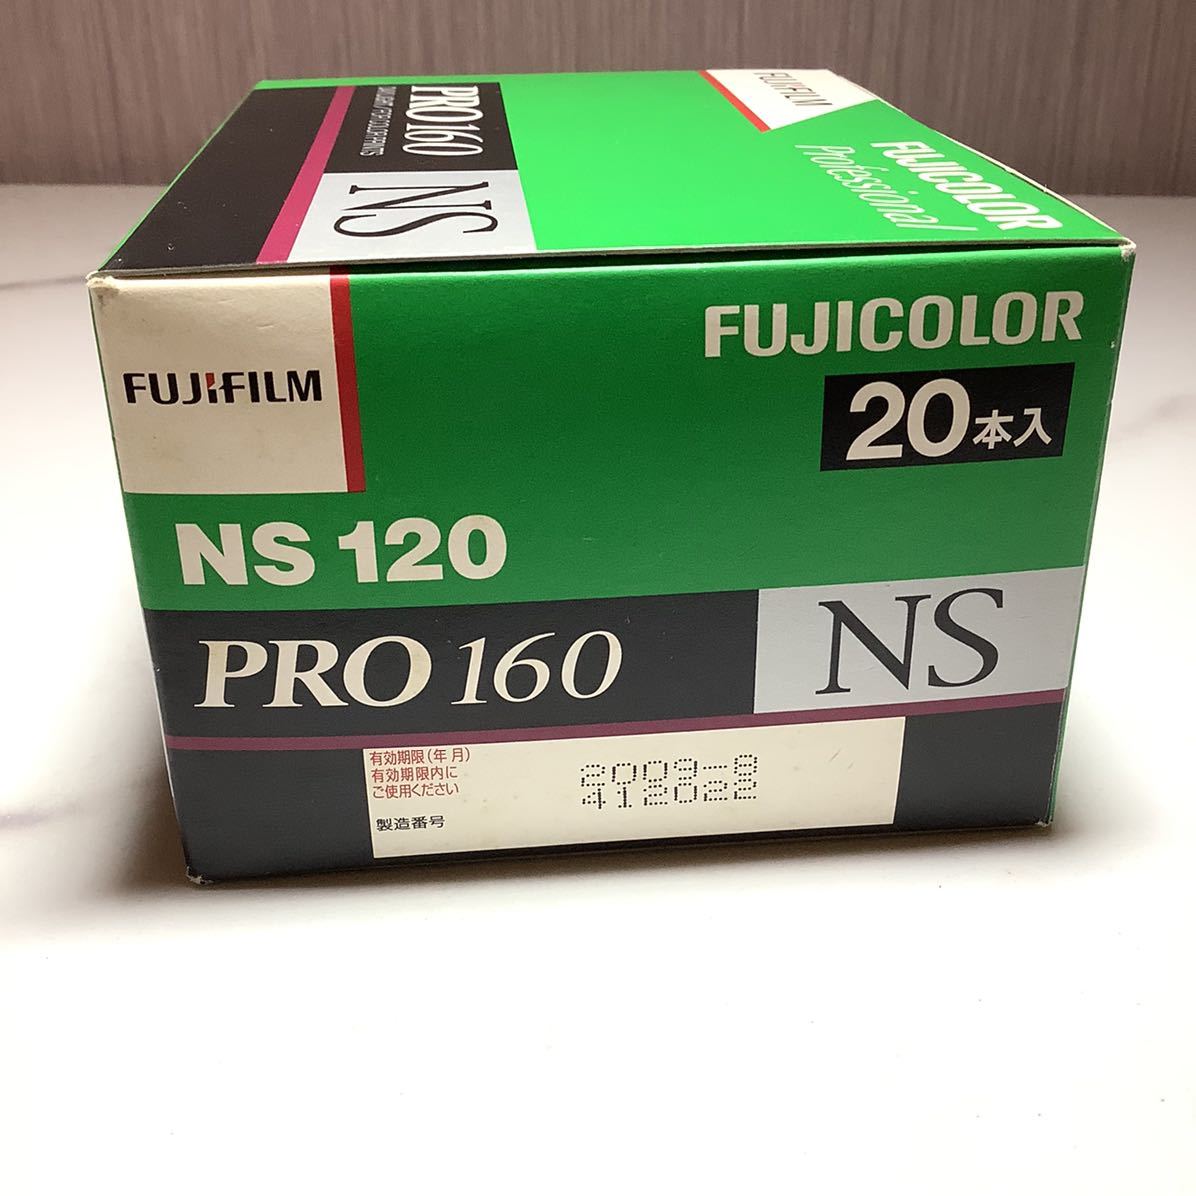 PRO160
NS
FUJIFILM
FUJICOLOR
Professional
FUJIFILM
FUJICOLOR
20本入
NS 120
PRO 160
NS
有効期限(年月)
有効期限内に
ご使用ください
2009-8
製造番号
412022